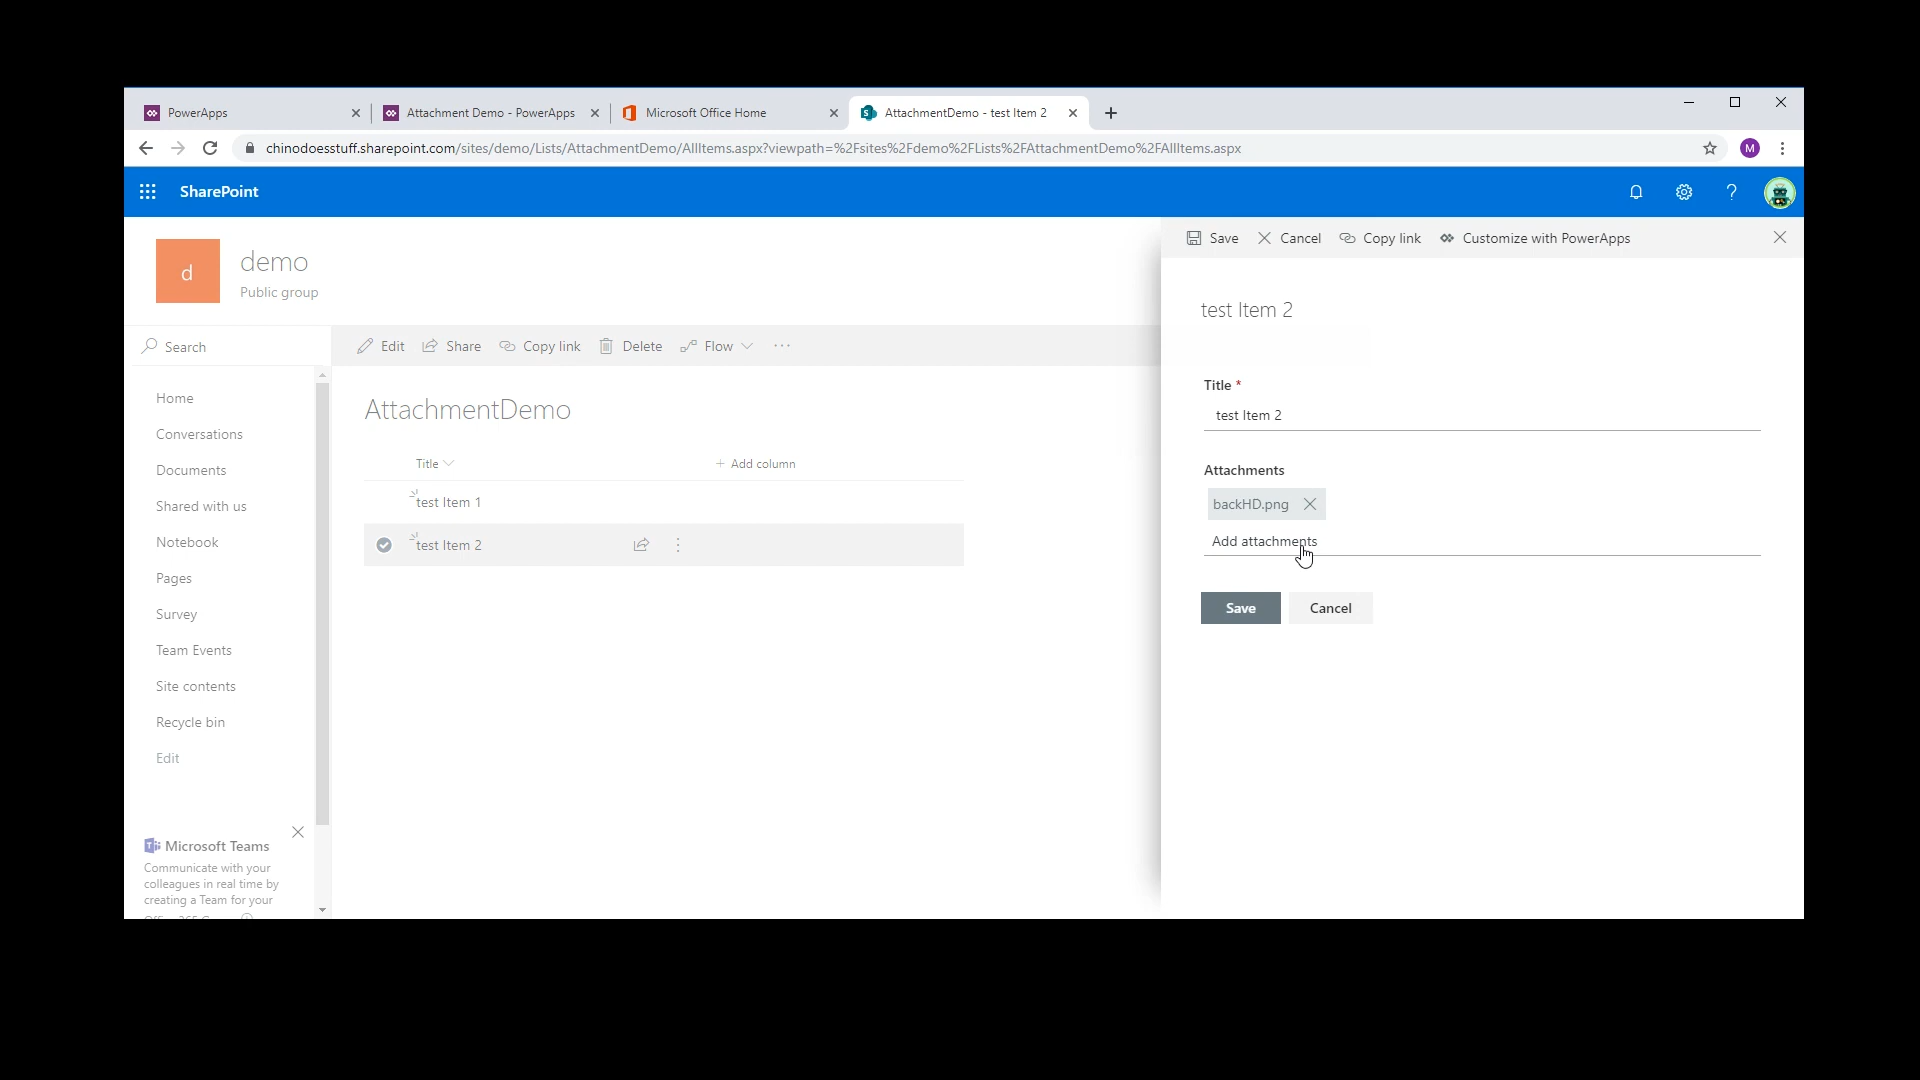 PowerApps
Attachment Demo - PowerApps
Microsoft Office Home
AttachmentDemo - test Item 2
chinodoesstuff.sharepoint.com/sites/demo/Lists/AttachmentDemo/AllItems.aspx?viewpath=%2Fsites%2Fdemo%2FLists%2FAttachmentDemo%2FAllItems.aspx
M
SharePoint
?
d
demo
Public group
Search
Edit
Share
Copy link
Delete
Flow
...
Home
Conversations
Documents
Shared with us
Notebook
Pages
Survey
Team Events
Site contents
Recycle bin
Edit
Microsoft Teams
Communicate with your
colleagues in real time by
creating a Team for your
AttachmentDemo
Title
+ Add column
test Item 1
test Item 2
Save
Cancel
Copy link
Customize with PowerApps
test Item 2
Title *
test Item 2
Attachments
backHD.png
Add attachments
Save
Cancel